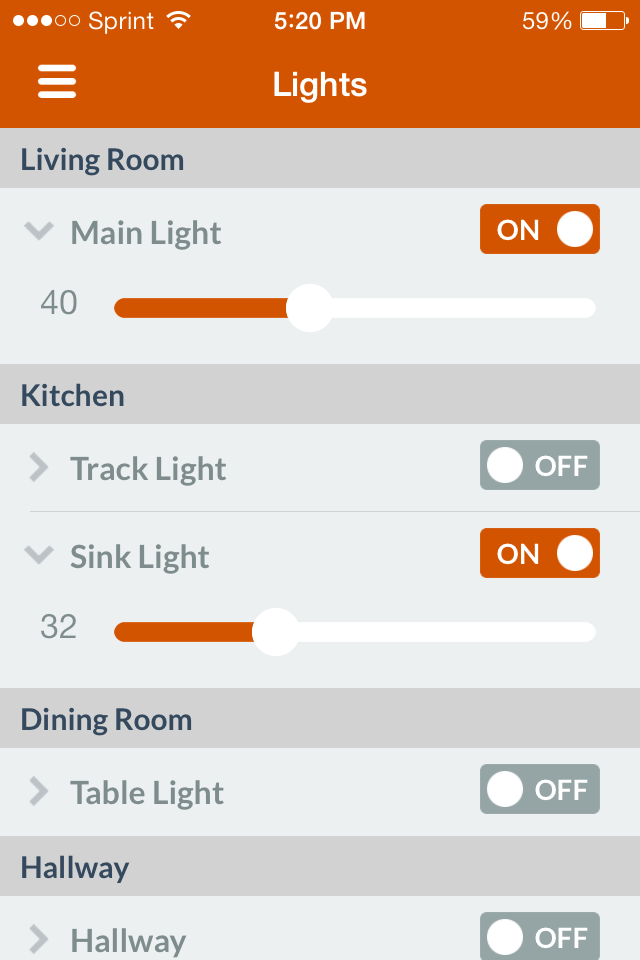 Sprint 5:20 PM 59%
Lights
Living Room
Main Light ON
40
Kitchen
Track Light OFF
Sink Light ON
32
Dining Room
Table Light OFF
Hallway
Hallway OFF